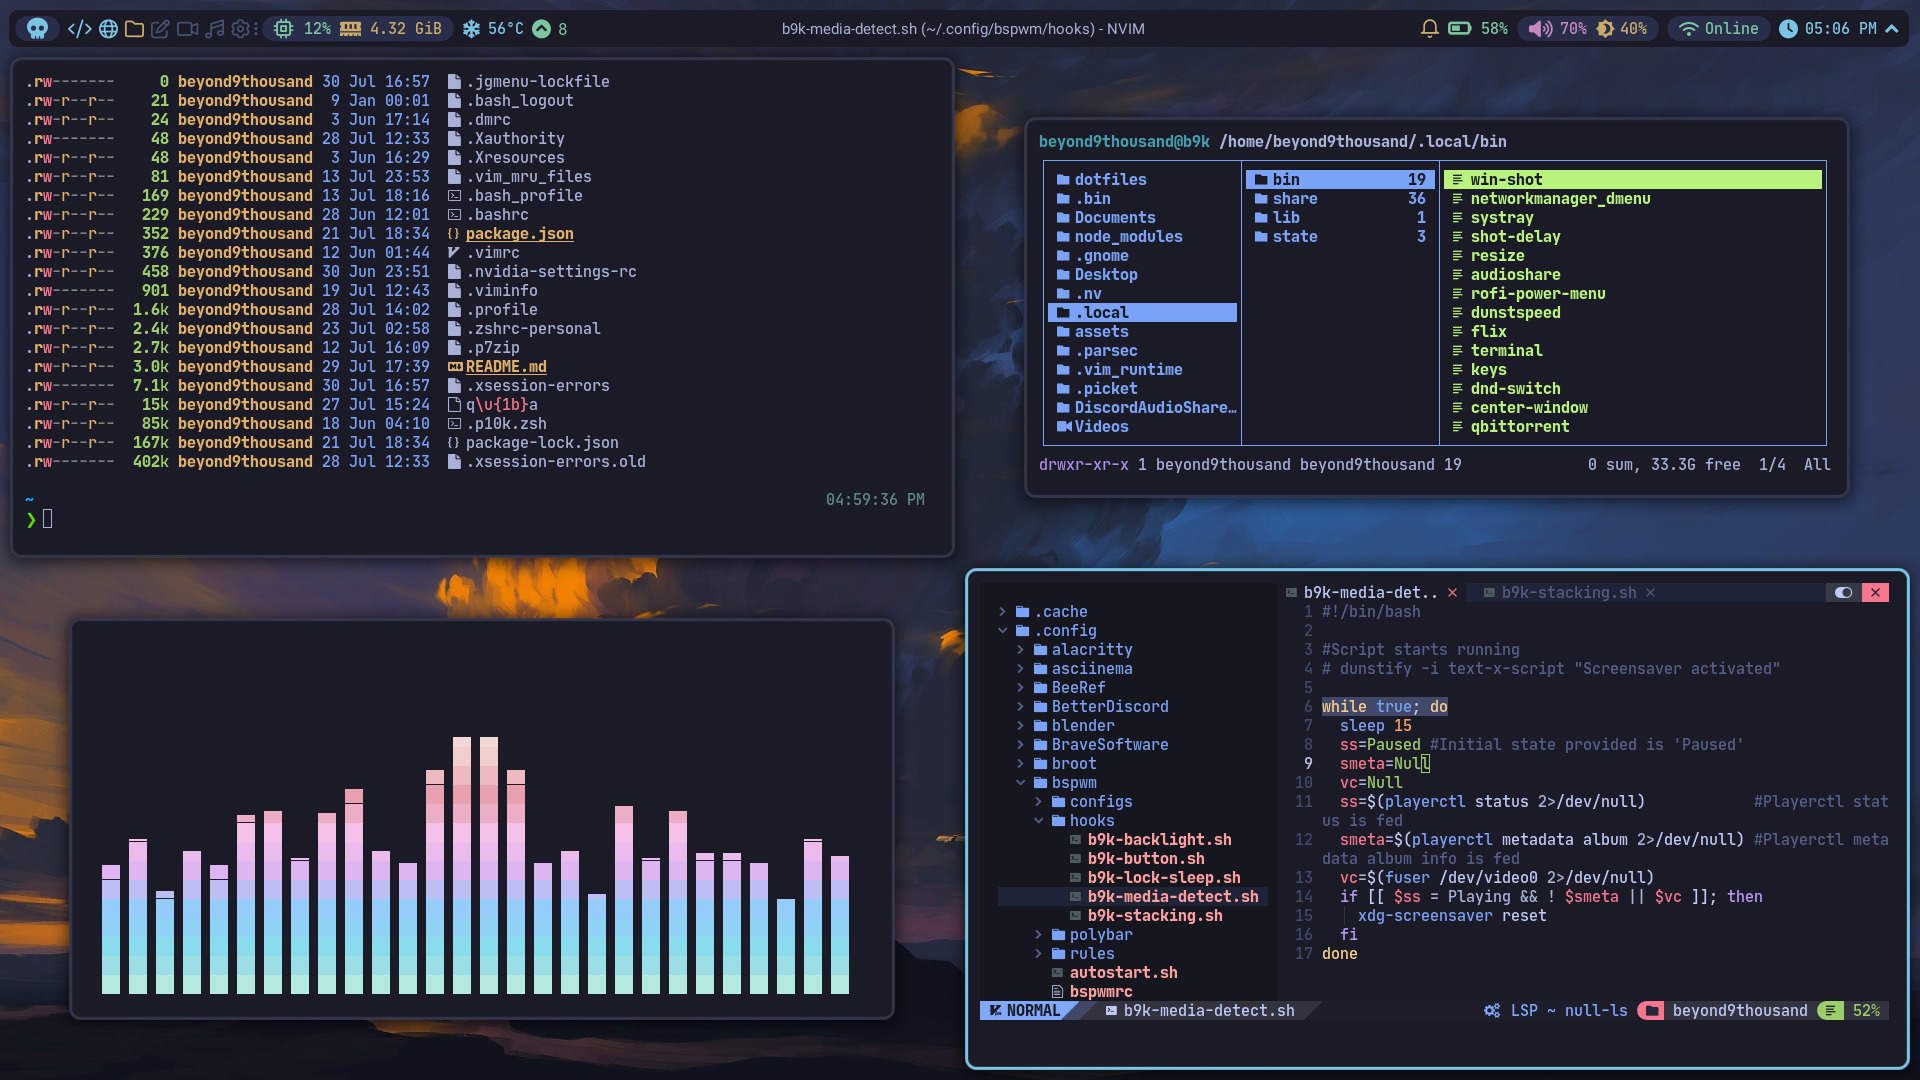 12% 4.32 GiB 56°C 8 b9k-media-detect.sh (~/.config/bspwm/hooks) - NVIM 58% 70% 40% Online 05:06 PM
.rw------- 0 beyond9thousand 30 Jul 16:57 .jgmenu-lockfile
.rw-r--r-- 21 beyond9thousand 9 Jan 00:01 .bash_logout
.rw-r--r-- 24 beyond9thousand 3 Jun 17:14 .dmrc
.rw------- 48 beyond9thousand 28 Jul 12:33 .Xauthority
.rw-r--r-- 48 beyond9thousand 3 Jun 16:29 .Xresources
.rw-r--r-- 81 beyond9thousand 13 Jul 23:53 .vim_mru_files
.rw-r--r-- 169 beyond9thousand 13 Jul 18:16 .bash_profile
.rw-r--r-- 229 beyond9thousand 28 Jun 12:01 .bashrc
.rw-r--r-- 352 beyond9thousand 21 Jul 18:34 package.json
.rw-r--r-- 376 beyond9thousand 12 Jun 01:44 .vimrc
.rw-r--r-- 458 beyond9thousand 30 Jun 23:51 .nvidia-settings-rc
.rw------- 901 beyond9thousand 19 Jul 12:43 .viminfo
.rw-r--r-- 1.6k beyond9thousand 28 Jul 14:02 .profile
.rw-r--r-- 2.4k beyond9thousand 23 Jul 02:58 .zshrc-personal
.rw-r--r-- 2.7k beyond9thousand 12 Jul 16:09 .p7zip
.rw-r--r-- 3.0k beyond9thousand 29 Jul 17:39 README.md
.rw------- 7.1k beyond9thousand 30 Jul 16:57 .xsession-errors
.rw-r--r-- 15k beyond9thousand 27 Jul 15:24 q\u{1b}a
.rw-r--r-- 85k beyond9thousand 18 Jun 04:10 .p10k.zsh
.rw-r--r-- 167k beyond9thousand 21 Jul 18:34 package-lock.json
.rw------- 402k beyond9thousand 28 Jul 12:33 .xsession-errors.old
~ 04:59:36 PM
❯
beyond9thousand@b9k /home/beyond9thousand/.local/bin
dotfiles bin 19 win-shot
.bin share 36 networkmanager_dmenu
Documents lib 1 systray
node_modules state 3 shot-delay
.gnome resize
Desktop audioshare
.nv rofi-power-menu
.local dunstspeed
assets flix
.parsec terminal
.vim_runtime keys
.picket dnd-switch
DiscordAudioShare… center-window
Videos qbittorrent
drwxr-xr-x 1 beyond9thousand beyond9thousand 19 0 sum, 33.3G free 1/4 All
b9k-media-det.. ✕ b9k-stacking.sh ✕
.cache
.config
alacritty
asciinema
BeeRef
BetterDiscord
blender
BraveSoftware
broot
bspwm
configs
hooks
b9k-backlight.sh
b9k-button.sh
b9k-lock-sleep.sh
b9k-media-detect.sh
b9k-stacking.sh
polybar
rules
autostart.sh
bspwmrc
1 #!/bin/bash
2
3 #Script starts running
4 # dunstify -i text-x-script "Screensaver activated"
5
6 while true; do
7 sleep 15
8 ss=Paused #Initial state provided is 'Paused'
9 smeta=Null
10 vc=Null
11 ss=$(playerctl status 2>/dev/null) #Playerctl stat
us is fed
12 smeta=$(playerctl metadata album 2>/dev/null) #Playerctl meta
data album info is fed
13 vc=$(fuser /dev/video0 2>/dev/null)
14 if [[ $ss = Playing && ! $smeta || $vc ]]; then
15 xdg-screensaver reset
16 fi
17 done
NORMAL b9k-media-detect.sh LSP ~ null-ls beyond9thousand 52%